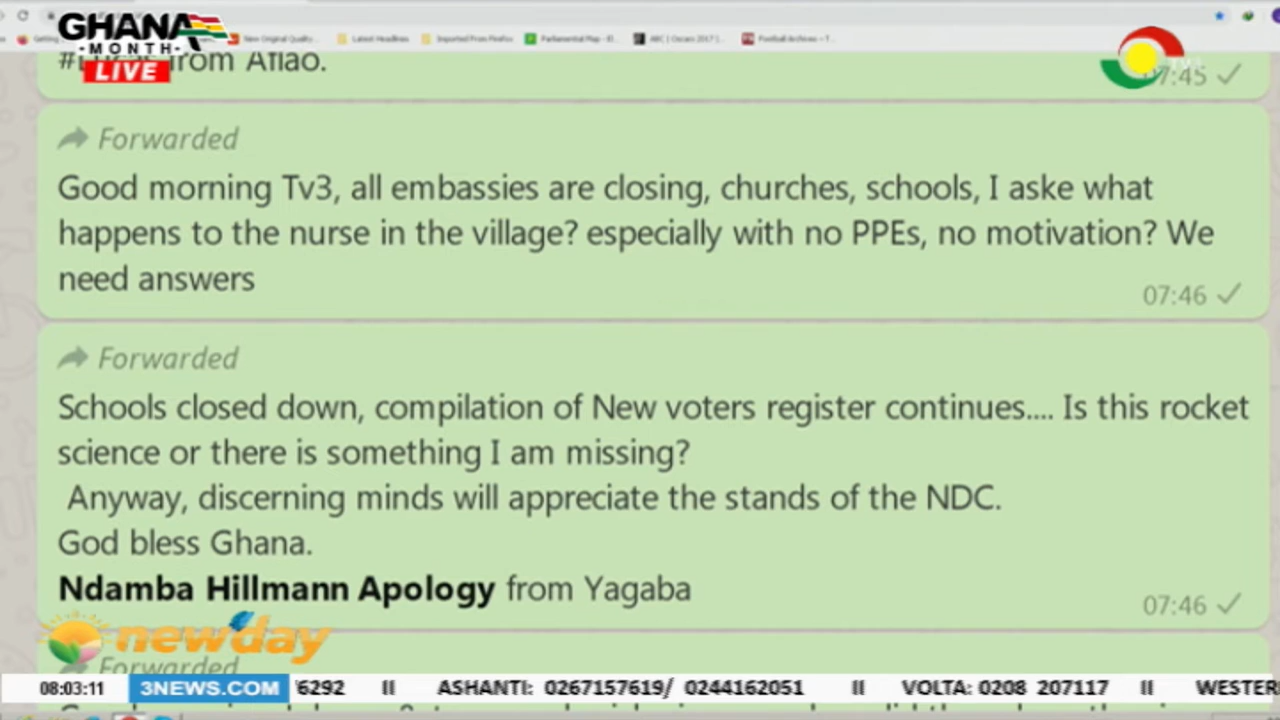 GHANA
-MONTH-
LIVE
from Aflao.
07:45
Forwarded
Good morning Tv3, all embassies are closing, churches, schools, I aske what
happens to the nurse in the village? especially with no PPEs, no motivation? We
need answers
07:46
Forwarded
Schools closed down, compilation of New voters register continues.... Is this rocket
science or there is something I am missing?
Anyway, discerning minds will appreciate the stands of the NDC.
God bless Ghana.
Ndamba Hillmann Apology from Yagaba
07:46
newday
Forwarded
08:03:11 3NEWS.COM 6292 II ASHANTI: 0267157619/ 0244162051 II VOLTA: 0208 207117 II WESTER